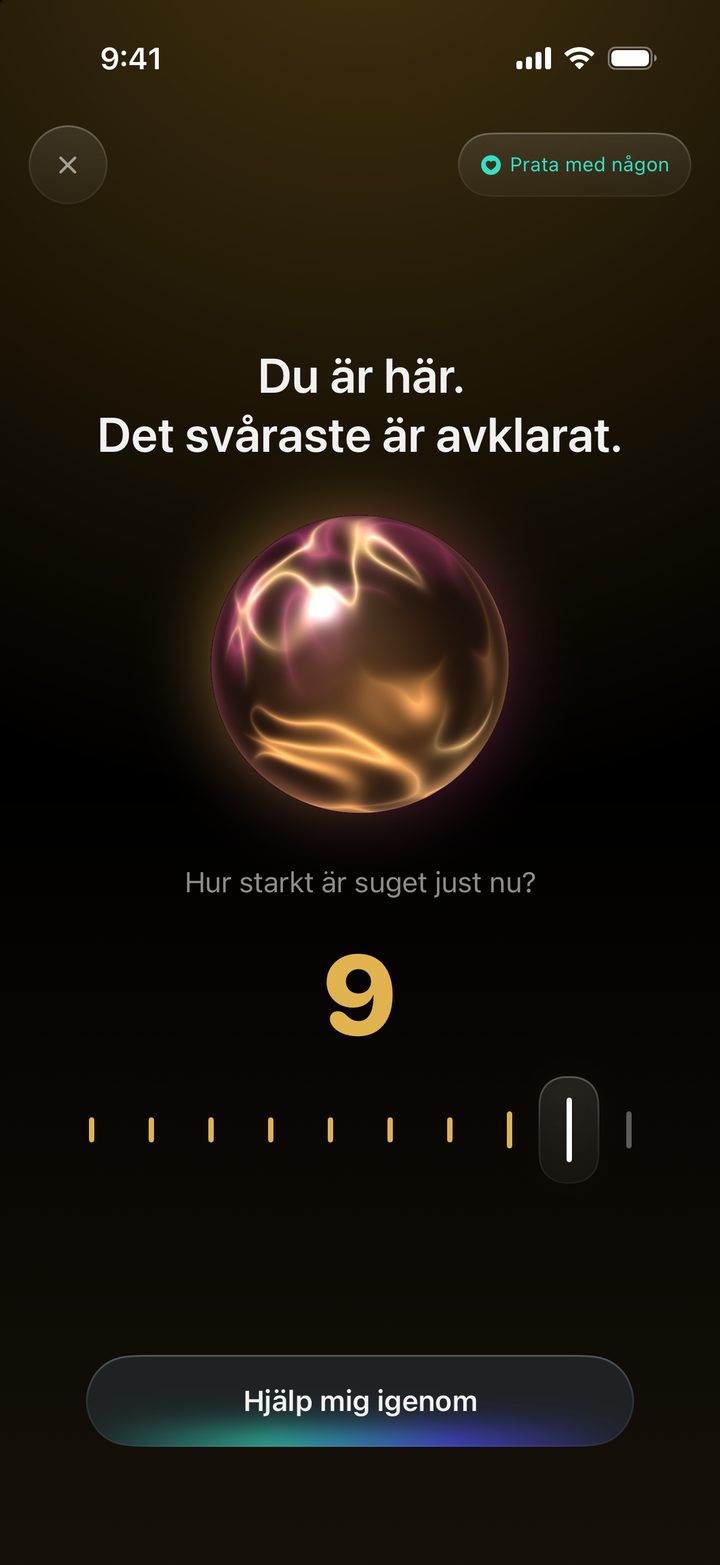 9:41
Prata med någon
Du är här.
Det svåraste är avklarat.
Hur starkt är suget just nu?
9
Hjälp mig igenom